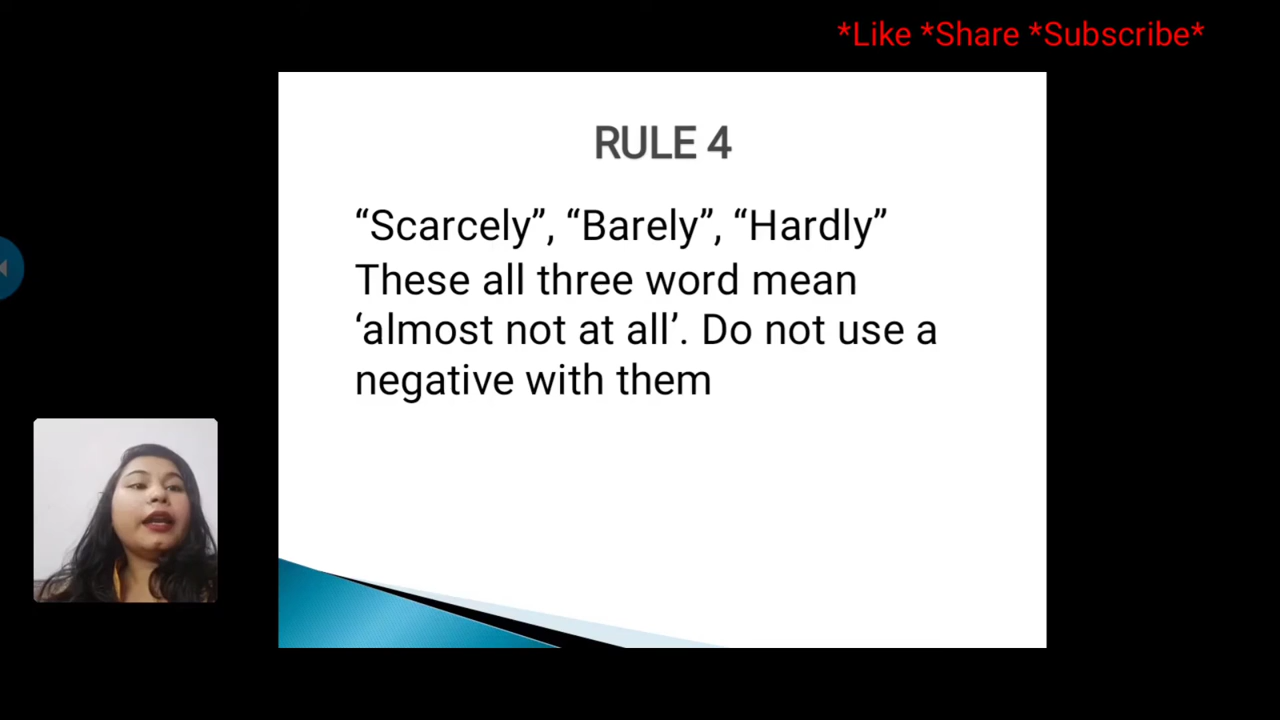 *Like *Share *Subscribe*
RULE 4
“Scarcely”, “Barely”, “Hardly”
These all three word mean
‘almost not at all’. Do not use a
negative with them